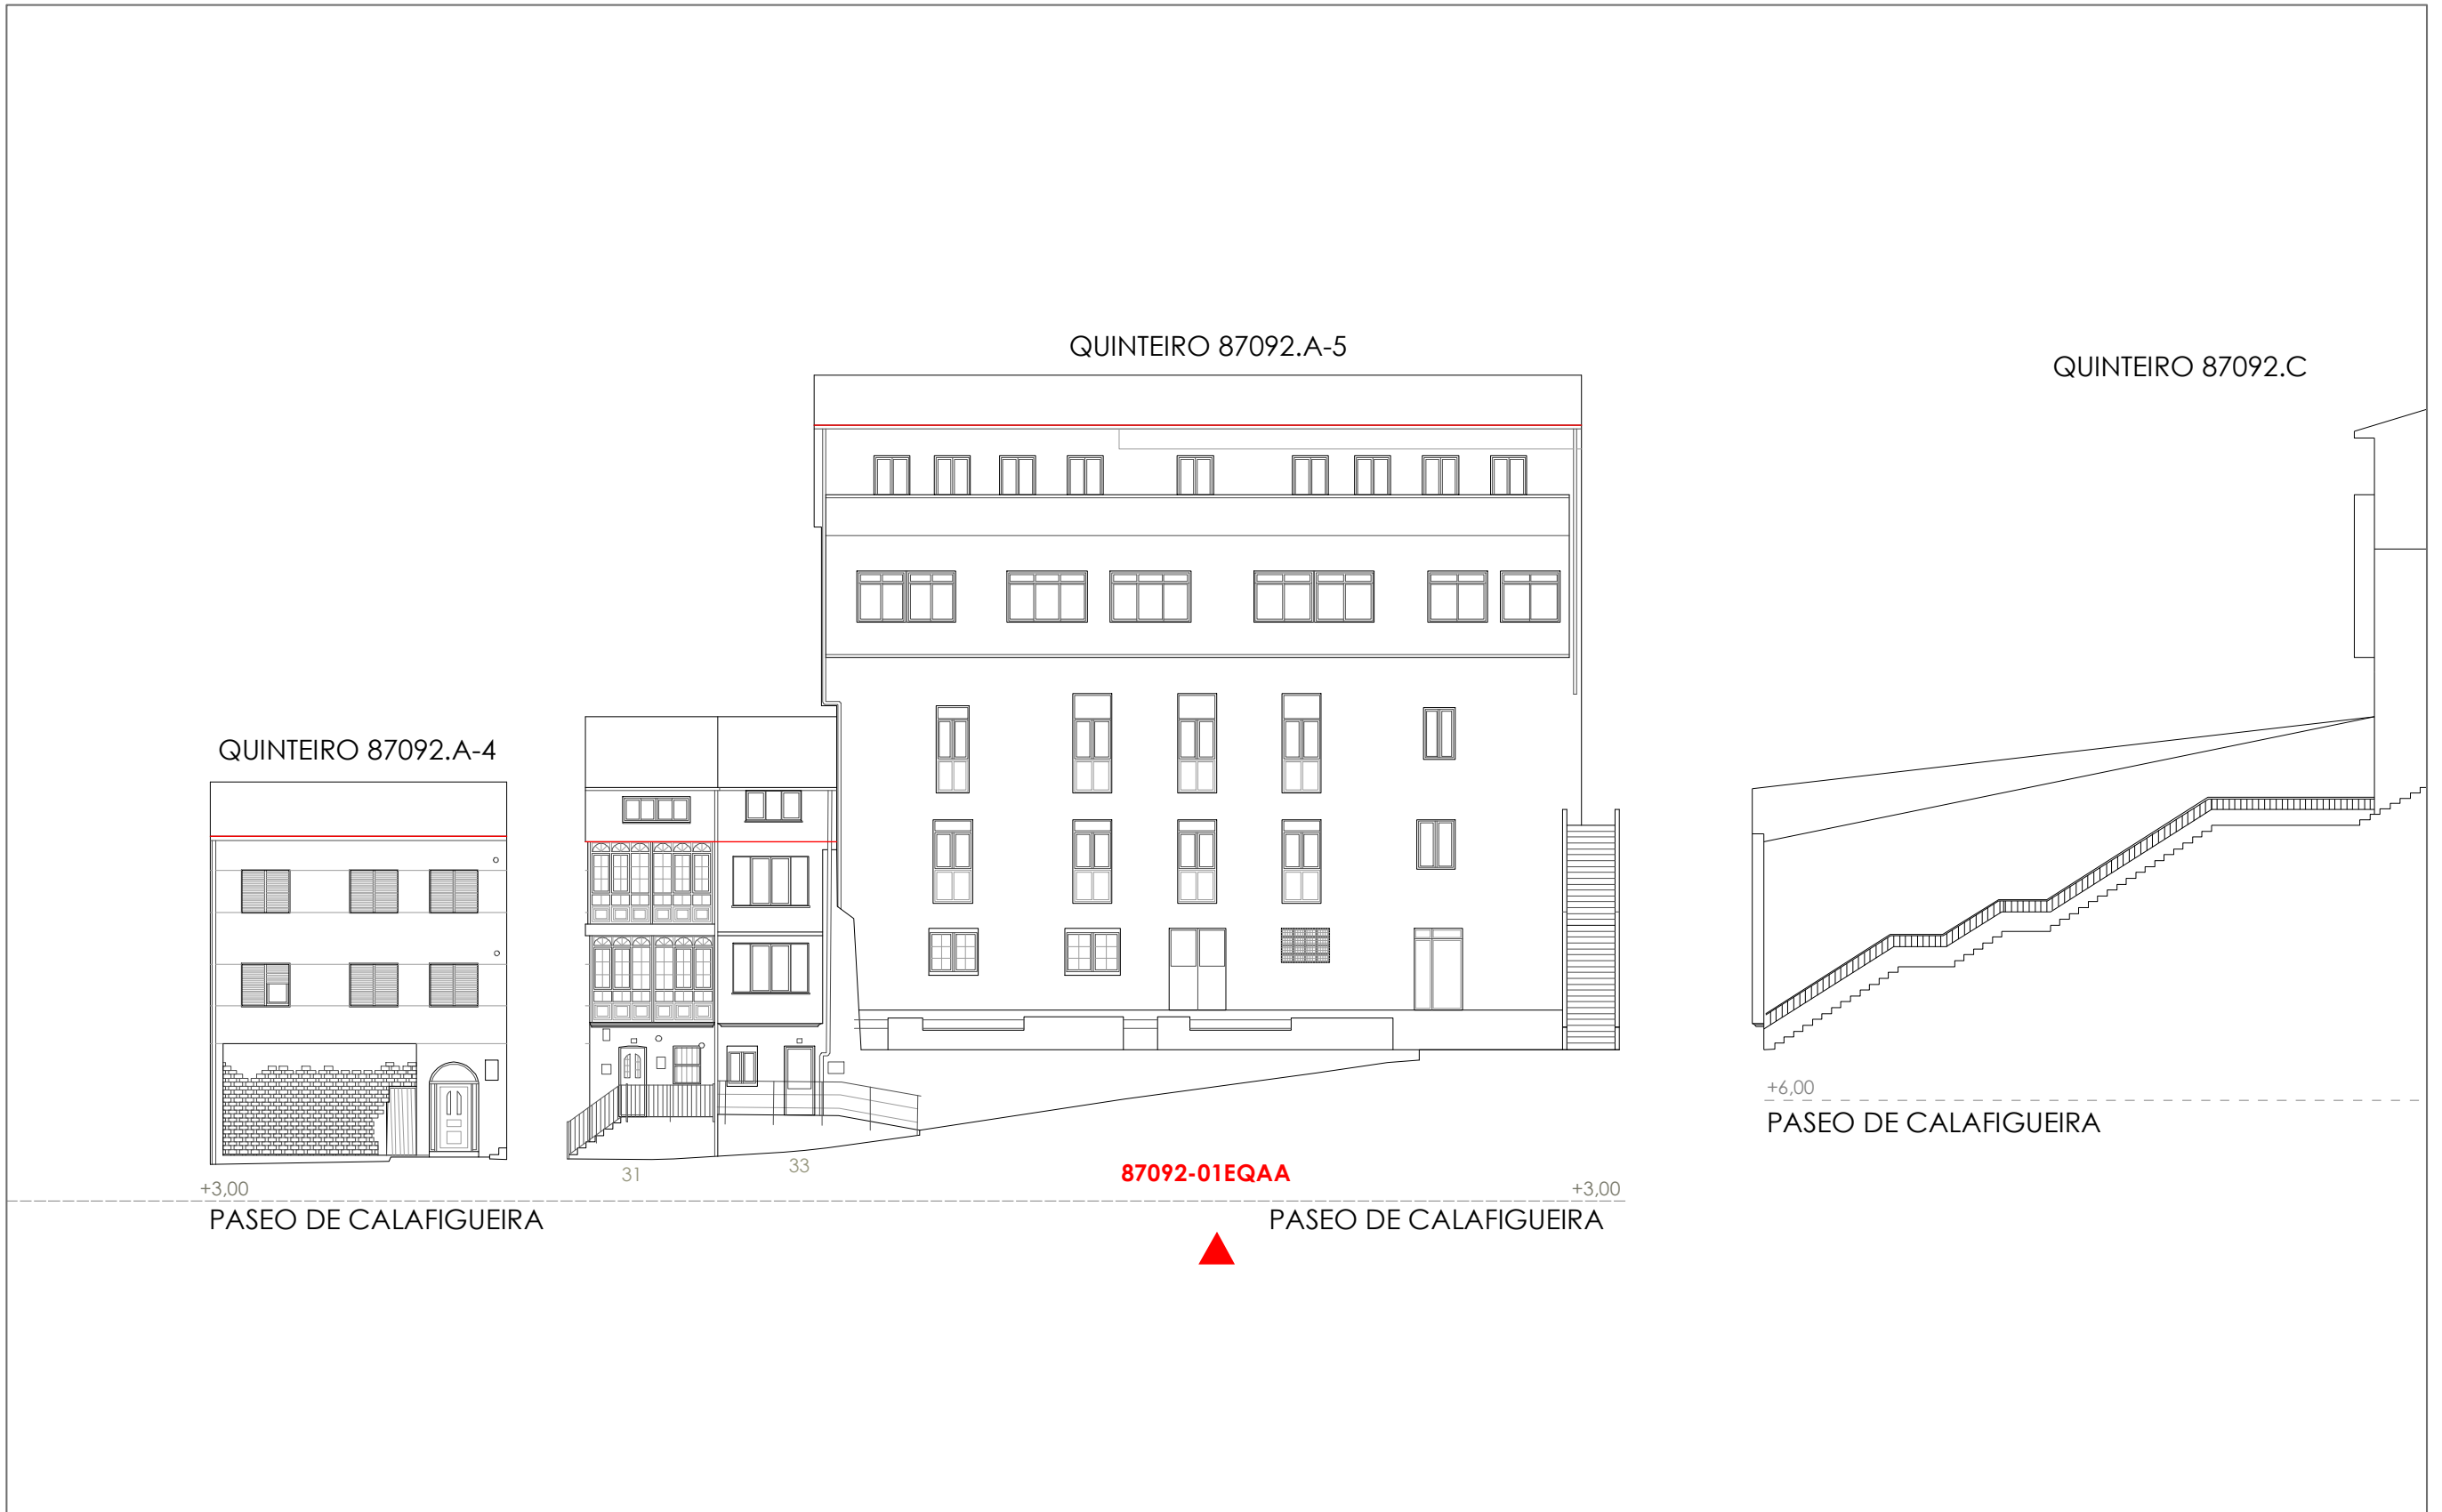 QUINTEIRO 87092.A-5
QUINTEIRO 87092.C
QUINTEIRO 87092.A-4
+6,00
PASEO DE CALAFIGUEIRA
31
33
87092-01EQAA
+3,00
+3,00
PASEO DE CALAFIGUEIRA
PASEO DE CALAFIGUEIRA